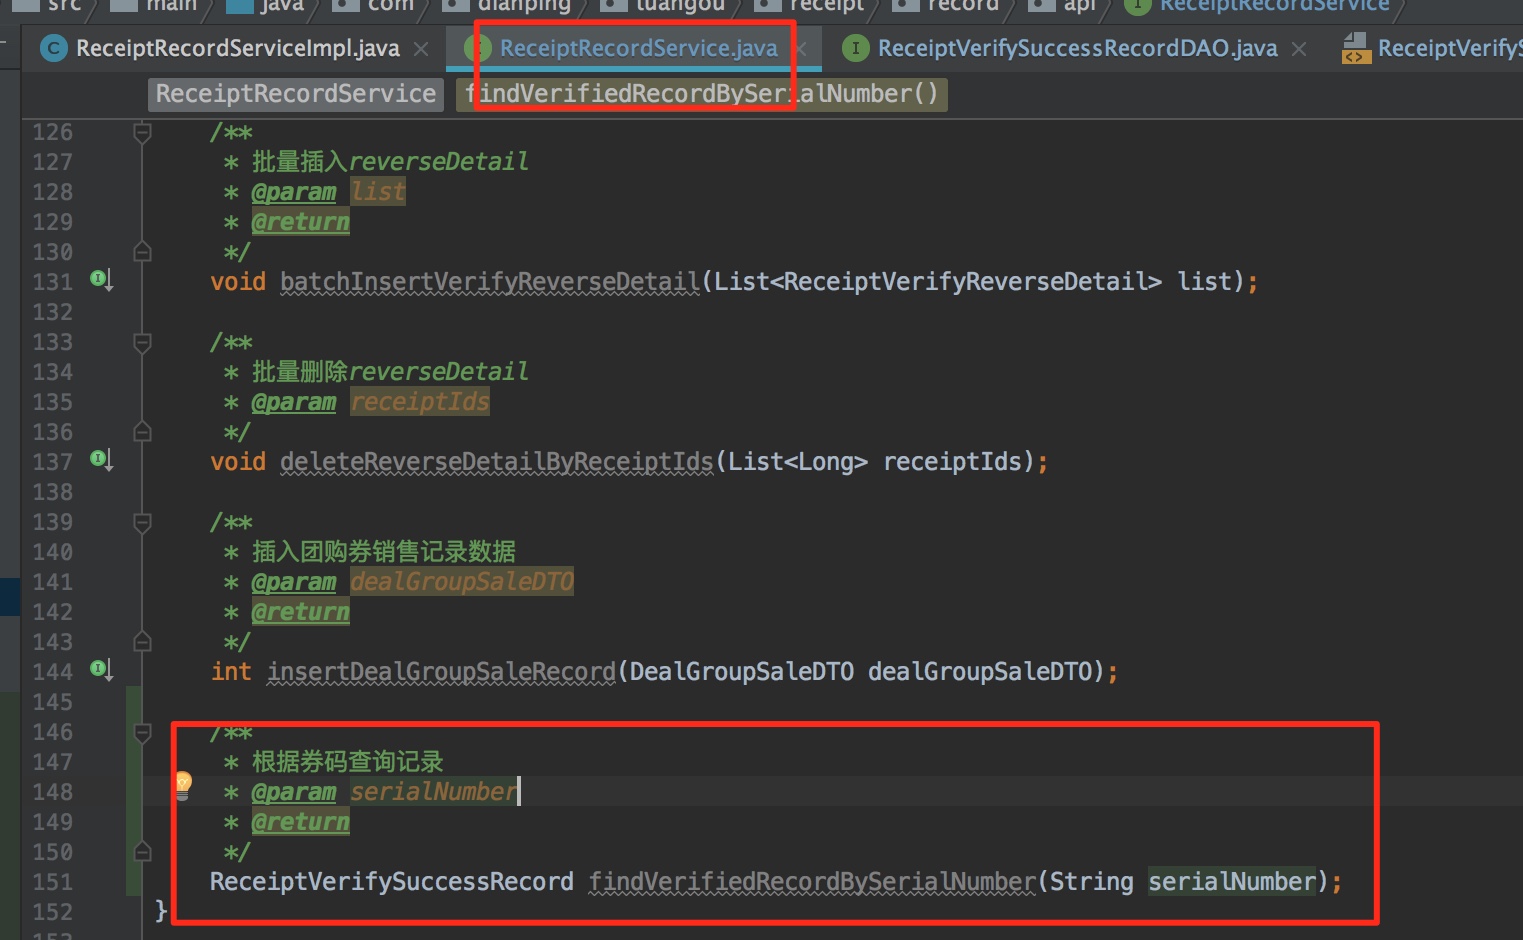 src main java com dianping tuangou receipt record api ReceiptRecordService
ReceiptRecordServiceImpl.java ReceiptRecordService.java ReceiptVerifySuccessRecordDAO.java ReceiptVerifyS
ReceiptRecordService findVerifiedRecordBySerialNumber()
126 /**
127 * 批量插入reverseDetail
128 * @param list
129 * @return
130 */
131 void batchInsertVerifyReverseDetail(List<ReceiptVerifyReverseDetail> list);
132
133 /**
134 * 批量删除reverseDetail
135 * @param receiptIds
136 */
137 void deleteReverseDetailByReceiptIds(List<Long> receiptIds);
138
139 /**
140 * 插入团购券销售记录数据
141 * @param dealGroupSaleDTO
142 * @return
143 */
144 int insertDealGroupSaleRecord(DealGroupSaleDTO dealGroupSaleDTO);
145
146 /**
147 * 根据券码查询记录
148 * @param serialNumber
149 * @return
150 */
151 ReceiptVerifySuccessRecord findVerifiedRecordBySerialNumber(String serialNumber);
152 }
153